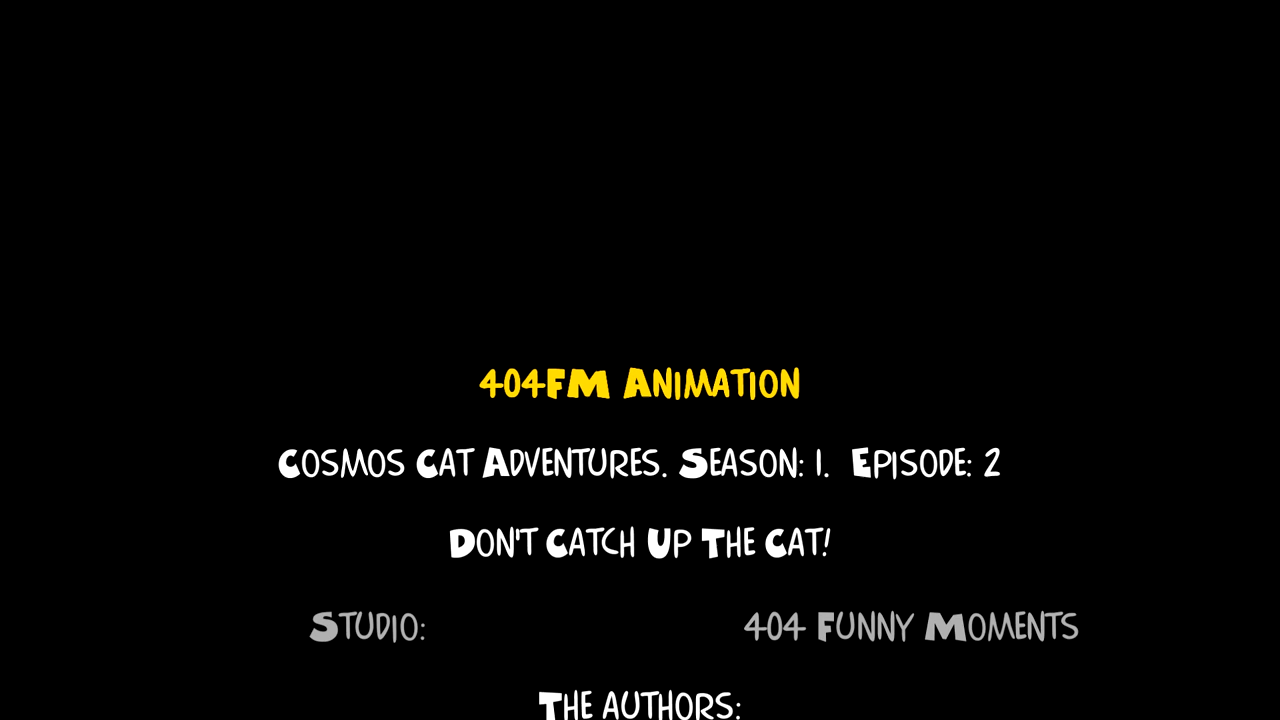 404FM Animation
Cosmos Cat Adventures. Season: 1. Episode: 2
Don't Catch Up The Cat!
Studio: 404 Funny Moments
The authors: